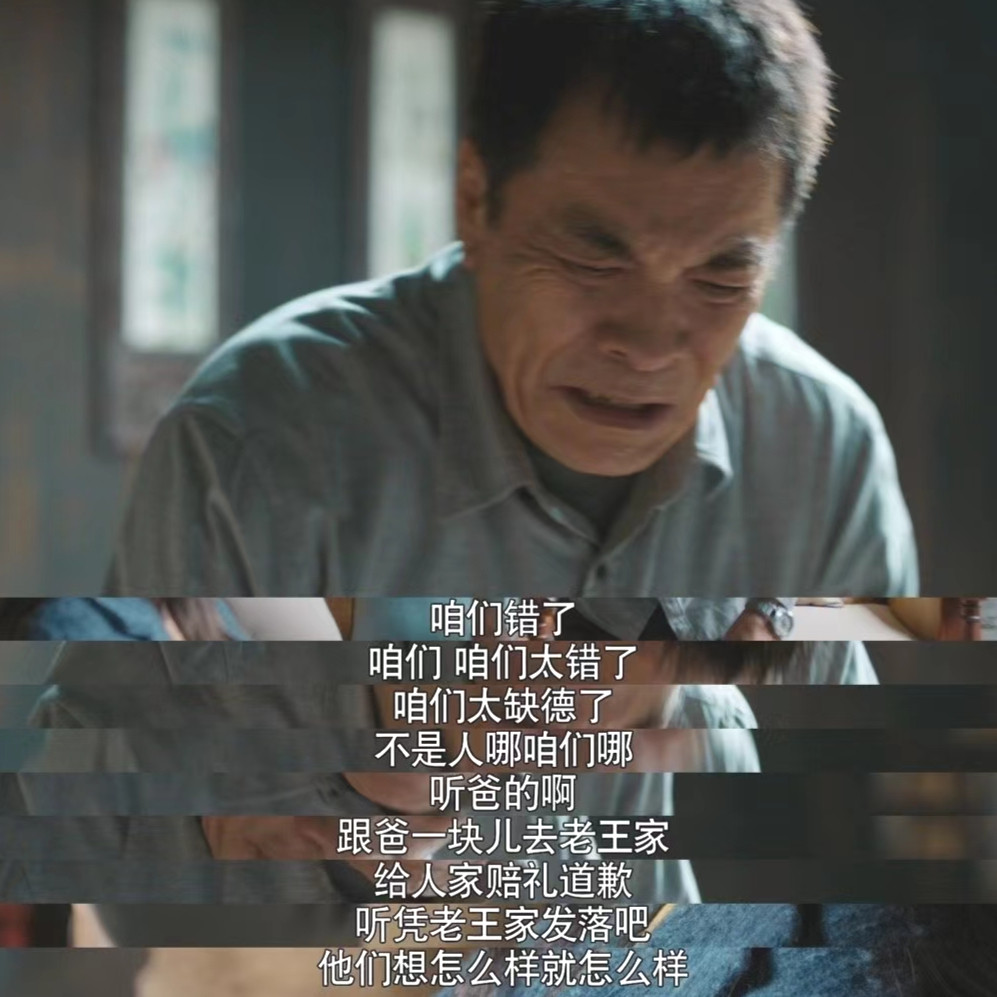 咱们错了
咱们 咱们太错了
咱们太缺德了
不是人哪咱们哪
听爸的啊
跟爸一块儿去老王家
给人家赔礼道歉
听凭老王家发落吧
他们想怎么样就怎么样